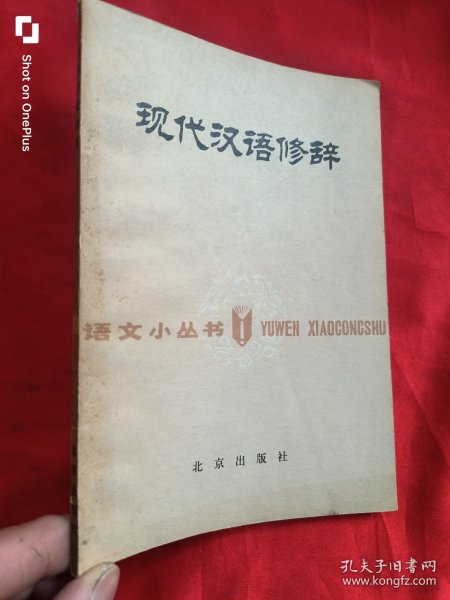 Shot on OnePlus
现代汉语修辞
语文小丛书 YUWEN XIAOCONGSHU
北京出版社
孔夫子旧书网
www.kongfz.com